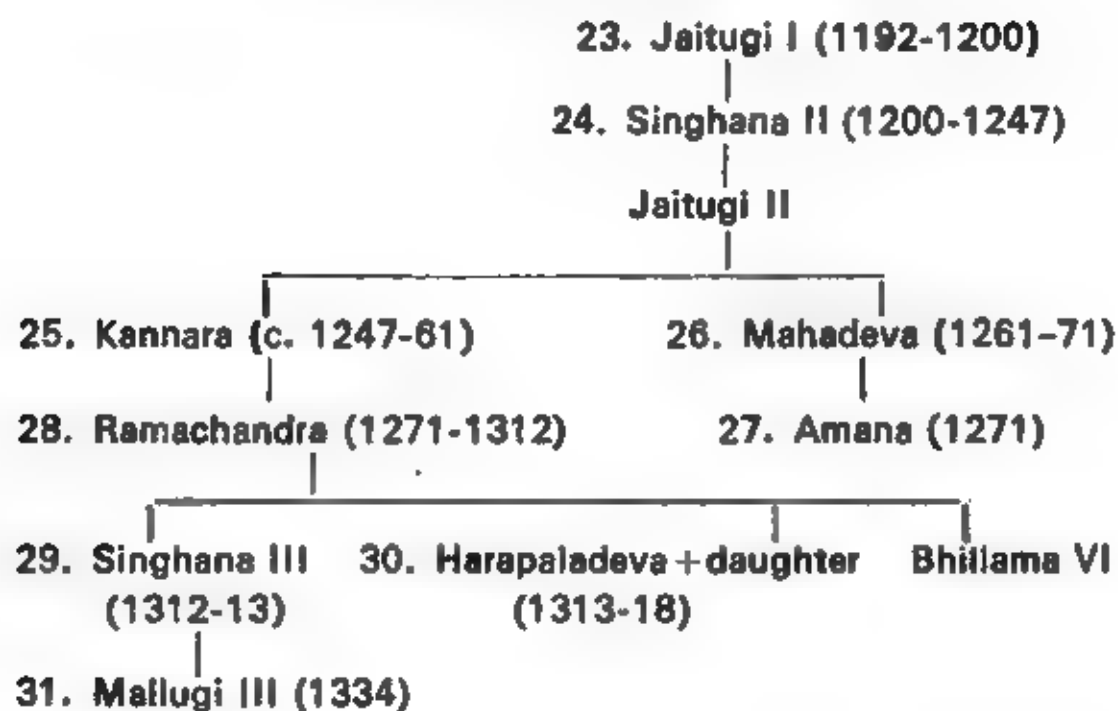 23. Jaitugi I (1192-1200)
24. Singhana II (1200-1247)
Jaitugi II
25. Kannara (c. 1247-61) 26. Mahadeva (1261-71)
28. Ramachandra (1271-1312) 27. Amana (1271)
29. Singhana III 30. Harapaladeva + daughter Bhillama VI
(1312-13) (1313-18)
31. Mallugi III (1334)